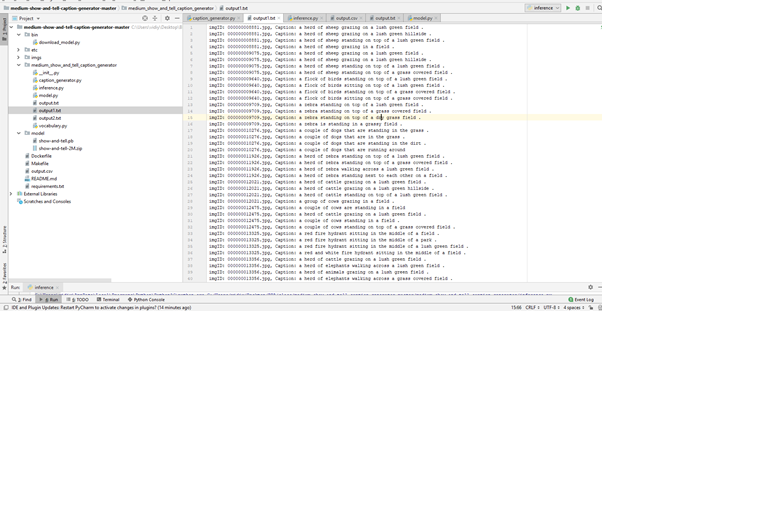 medium-show-and-tell-caption-generator-master medium_show_and_tell_caption_generator output1.txt inference
Project caption_generator.py output1.txt inference.py output.csv output.txt model.py
medium-show-and-tell-caption-generator-master
bin
download_model.py
etc
imgs
medium_show_and_tell_caption_generator
__init__.py
caption_generator.py
inference.py
model.py
output.txt
output1.txt
output2.txt
vocabulary.py
model
show-and-tell.pb
show-and-tell-2M.zip
Dockerfile
Makefile
output.csv
README.md
requirements.txt
External Libraries
Scratches and Consoles
imgID: 000000008551.jpg, Caption: a herd of sheep grazing on a lush green field .
imgID: 000000008551.jpg, Caption: a herd of sheep grazing on a lush green hillside .
imgID: 000000008551.jpg, Caption: a herd of sheep standing on top of a lush green field .
imgID: 000000008551.jpg, Caption: a herd of sheep grazing in a field .
imgID: 000000009075.jpg, Caption: a herd of sheep grazing on a lush green field .
imgID: 000000009075.jpg, Caption: a herd of sheep grazing on a lush green hillside .
imgID: 000000009075.jpg, Caption: a herd of sheep standing on top of a lush green field .
imgID: 000000009075.jpg, Caption: a herd of sheep standing on top of a grass covered field .
imgID: 000000009640.jpg, Caption: a flock of birds standing on top of a lush green field .
imgID: 000000009640.jpg, Caption: a flock of birds sitting on top of a lush green field .
imgID: 000000009640.jpg, Caption: a flock of birds standing on top of a grass covered field .
imgID: 000000009640.jpg, Caption: a flock of birds sitting on top of a grass covered field .
imgID: 000000009709.jpg, Caption: a zebra standing on top of a lush green field .
imgID: 000000009709.jpg, Caption: a zebra standing on top of a grass covered field .
imgID: 000000009709.jpg, Caption: a zebra standing on top of a dry grass field .
imgID: 000000009709.jpg, Caption: a zebra is standing in a grassy field .
imgID: 000000010276.jpg, Caption: a couple of dogs that are standing in the grass .
imgID: 000000010276.jpg, Caption: a couple of dogs that are in the grass .
imgID: 000000010276.jpg, Caption: a couple of dogs that are standing in the dirt .
imgID: 000000010276.jpg, Caption: a couple of dogs that are running around
imgID: 000000011926.jpg, Caption: a herd of zebra standing on top of a lush green field .
imgID: 000000011926.jpg, Caption: a herd of zebra standing on top of a grass covered field .
imgID: 000000011926.jpg, Caption: a herd of zebra walking across a lush green field .
imgID: 000000011926.jpg, Caption: a herd of zebra standing next to each other on a field .
imgID: 000000012021.jpg, Caption: a herd of cattle grazing on a lush green field .
imgID: 000000012021.jpg, Caption: a herd of cattle grazing on a lush green hillside .
imgID: 000000012021.jpg, Caption: a herd of cattle standing on top of a lush green field .
imgID: 000000012021.jpg, Caption: a group of cows grazing in a field .
imgID: 000000012475.jpg, Caption: a couple of cows are standing in a field
imgID: 000000012475.jpg, Caption: a herd of cattle grazing on a lush green field .
imgID: 000000012475.jpg, Caption: a couple of cows standing in a field .
imgID: 000000012475.jpg, Caption: a couple of cows standing on top of a grass covered field .
imgID: 000000013325.jpg, Caption: a red fire hydrant sitting in the middle of a field .
imgID: 000000013325.jpg, Caption: a red fire hydrant sitting in the middle of a park .
imgID: 000000013325.jpg, Caption: a red fire hydrant sitting in the middle of a lush green field .
imgID: 000000013325.jpg, Caption: a red and white fire hydrant sitting in the middle of a field .
imgID: 000000013356.jpg, Caption: a herd of cattle grazing on a lush green field .
imgID: 000000013356.jpg, Caption: a herd of elephants walking across a lush green field .
imgID: 000000013356.jpg, Caption: a herd of animals grazing on a lush green field .
imgID: 000000013356.jpg, Caption: a herd of elephants walking across a grass covered field .
Z: Structure
2: Favorites
Run: inference
3: Find 4: Run 6: TODO Terminal Python Console Event Log
IDE and Plugin Updates: Restart PyCharm to activate changes in plugins? (14 minutes ago) 15:66 CRLF UTF-8 4 spaces